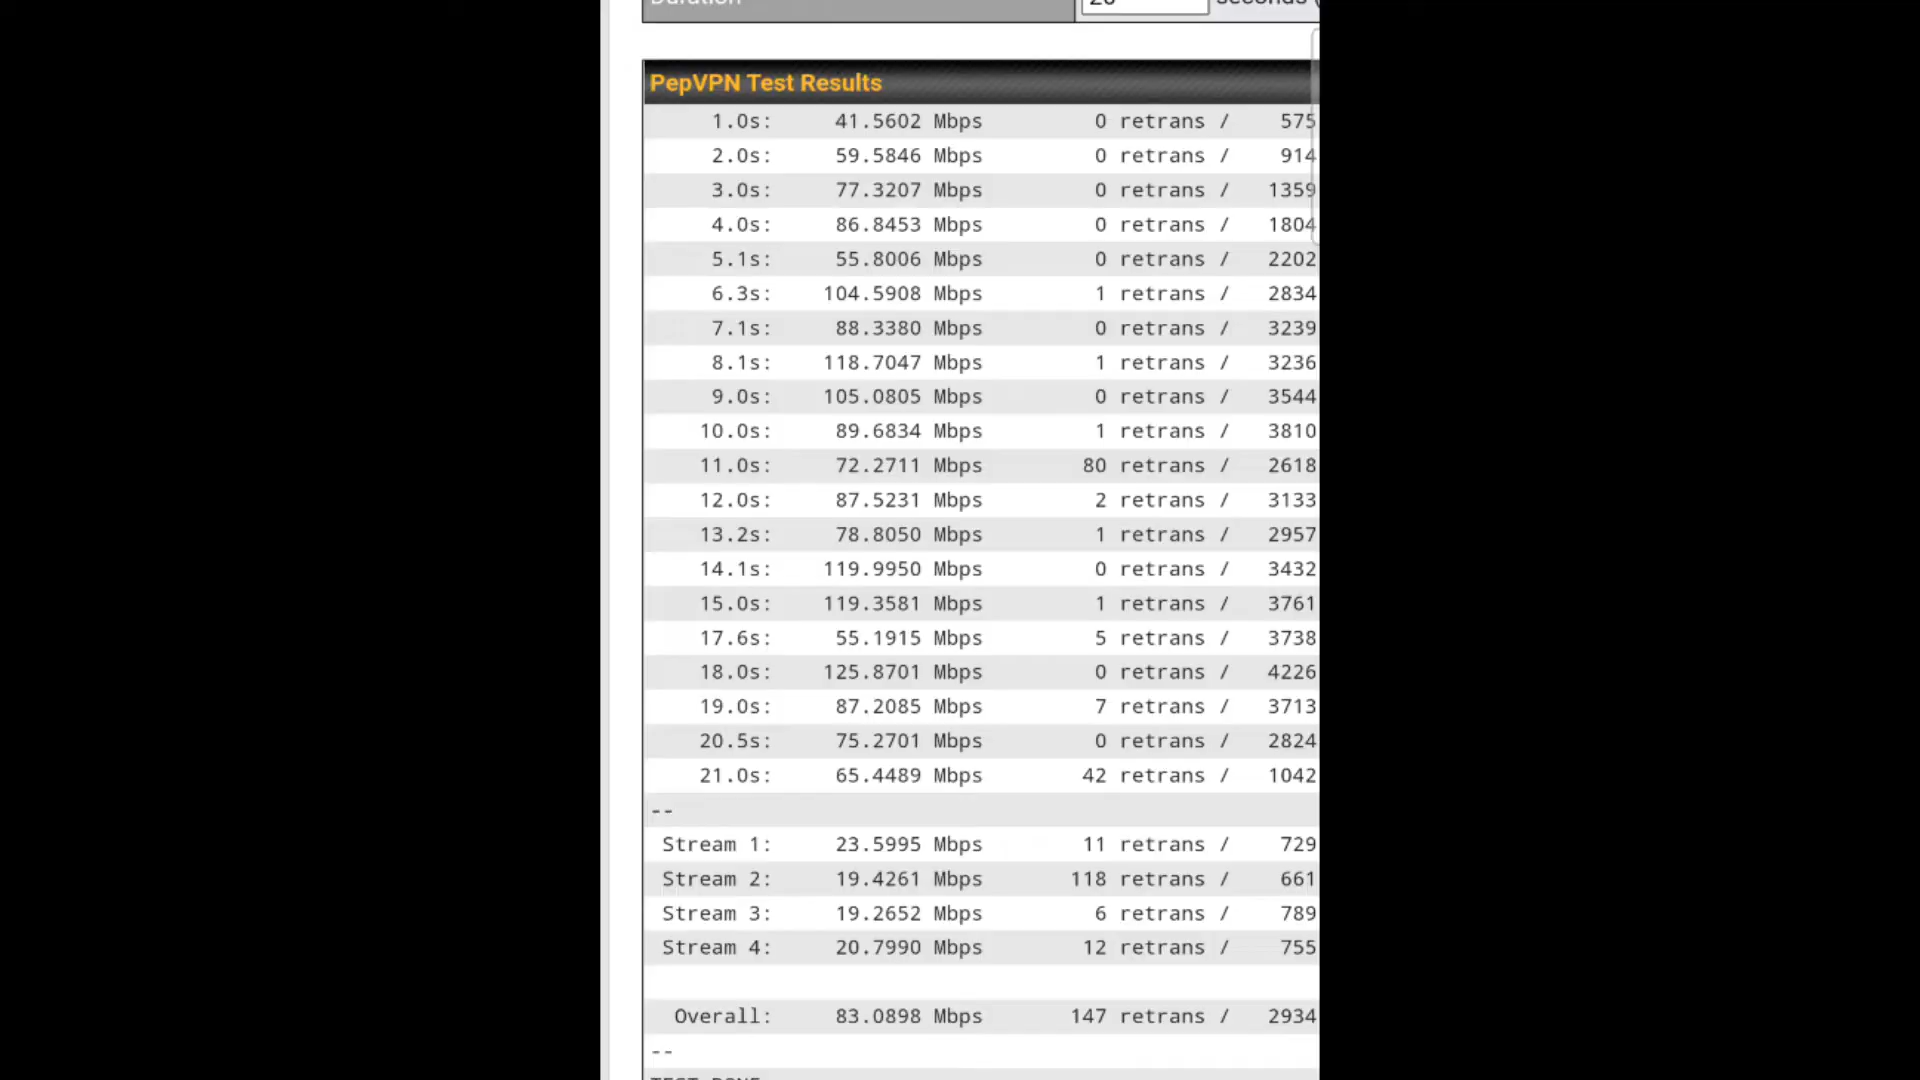 Duration 20 seconds (
PepVPN Test Results
1.0s: 41.5602 Mbps 0 retrans / 575
2.0s: 59.5846 Mbps 0 retrans / 914
3.0s: 77.3207 Mbps 0 retrans / 1359
4.0s: 86.8453 Mbps 0 retrans / 1804
5.1s: 55.8006 Mbps 0 retrans / 2202
6.3s: 104.5908 Mbps 1 retrans / 2834
7.1s: 88.3380 Mbps 0 retrans / 3239
8.1s: 118.7047 Mbps 1 retrans / 3236
9.0s: 105.0805 Mbps 0 retrans / 3544
10.0s: 89.6834 Mbps 1 retrans / 3810
11.0s: 72.2711 Mbps 80 retrans / 2618
12.0s: 87.5231 Mbps 2 retrans / 3133
13.2s: 78.8050 Mbps 1 retrans / 2957
14.1s: 119.9950 Mbps 0 retrans / 3432
15.0s: 119.3581 Mbps 1 retrans / 3761
17.6s: 55.1915 Mbps 5 retrans / 3738
18.0s: 125.8701 Mbps 0 retrans / 4226
19.0s: 87.2085 Mbps 7 retrans / 3713
20.5s: 75.2701 Mbps 0 retrans / 2824
21.0s: 65.4489 Mbps 42 retrans / 1042
--
Stream 1: 23.5995 Mbps 11 retrans / 729
Stream 2: 19.4261 Mbps 118 retrans / 661
Stream 3: 19.2652 Mbps 6 retrans / 789
Stream 4: 20.7990 Mbps 12 retrans / 755
Overall: 83.0898 Mbps 147 retrans / 2934
--
TEST DONE